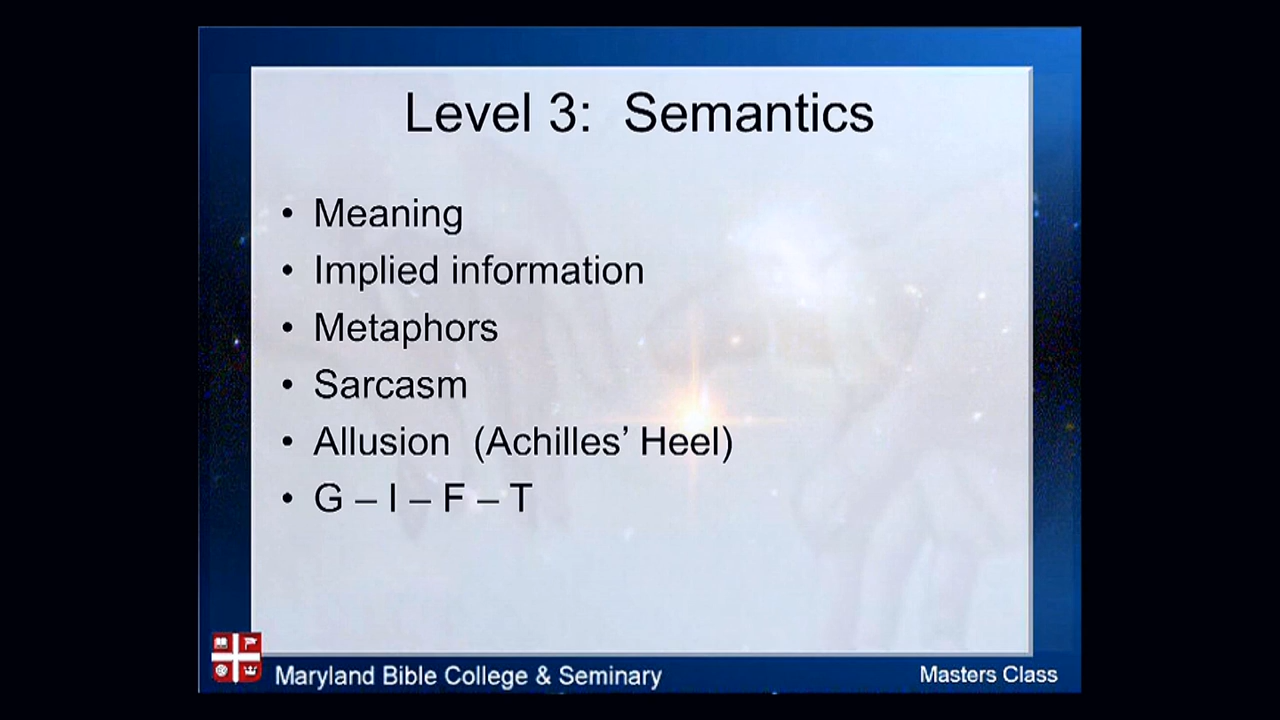 Level 3: Semantics
• Meaning
• Implied information
• Metaphors
• Sarcasm
• Allusion (Achilles’ Heel)
• G – I – F – T
Maryland Bible College & Seminary
Masters Class